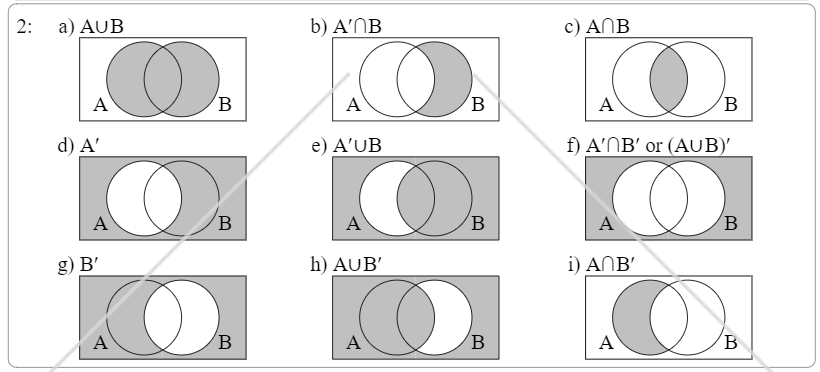 2: a) A∪B b) A′∩B c) A∩B
A B A B A B
d) A′ e) A′∪B f) A′∩B′ or (A∪B)′
A B A B A B
g) B′ h) A∪B′ i) A∩B′
A B A B A B